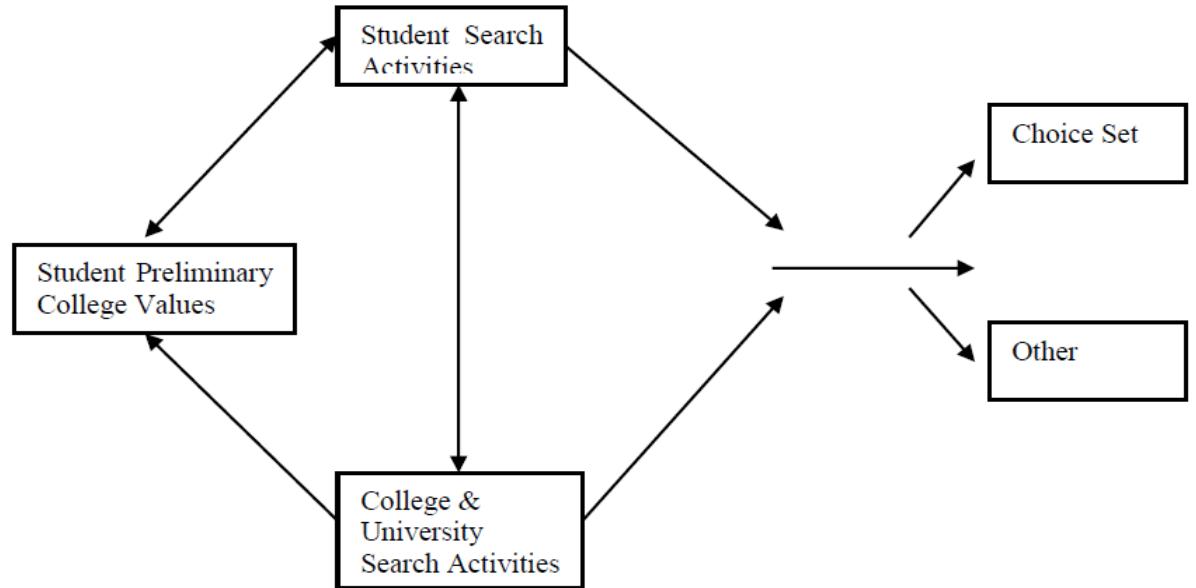 Student Search
Activities
Choice Set
Student Preliminary
College Values
Other
College &
University
Search Activities